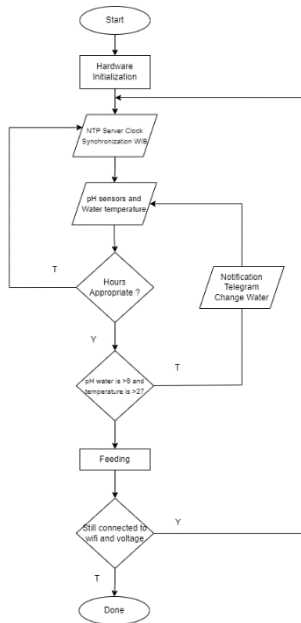 Start
Hardware
Initialization
NTP Server Clock
Synchronization WIB
pH sensors and
Water temperature
T
Hours
Appropriate ?
Notification
Telegram
Change Water
Y
pH water is >6 and
temperature is >27
T
Feeding
Still connected to
wifi and voltage
Y
T
Done